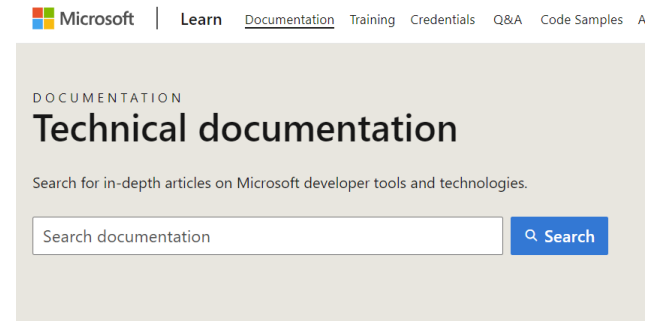 Microsoft Learn Documentation Training Credentials Q&A Code Samples
DOCUMENTATION
Technical documentation
Search for in-depth articles on Microsoft developer tools and technologies.
Search documentation Search